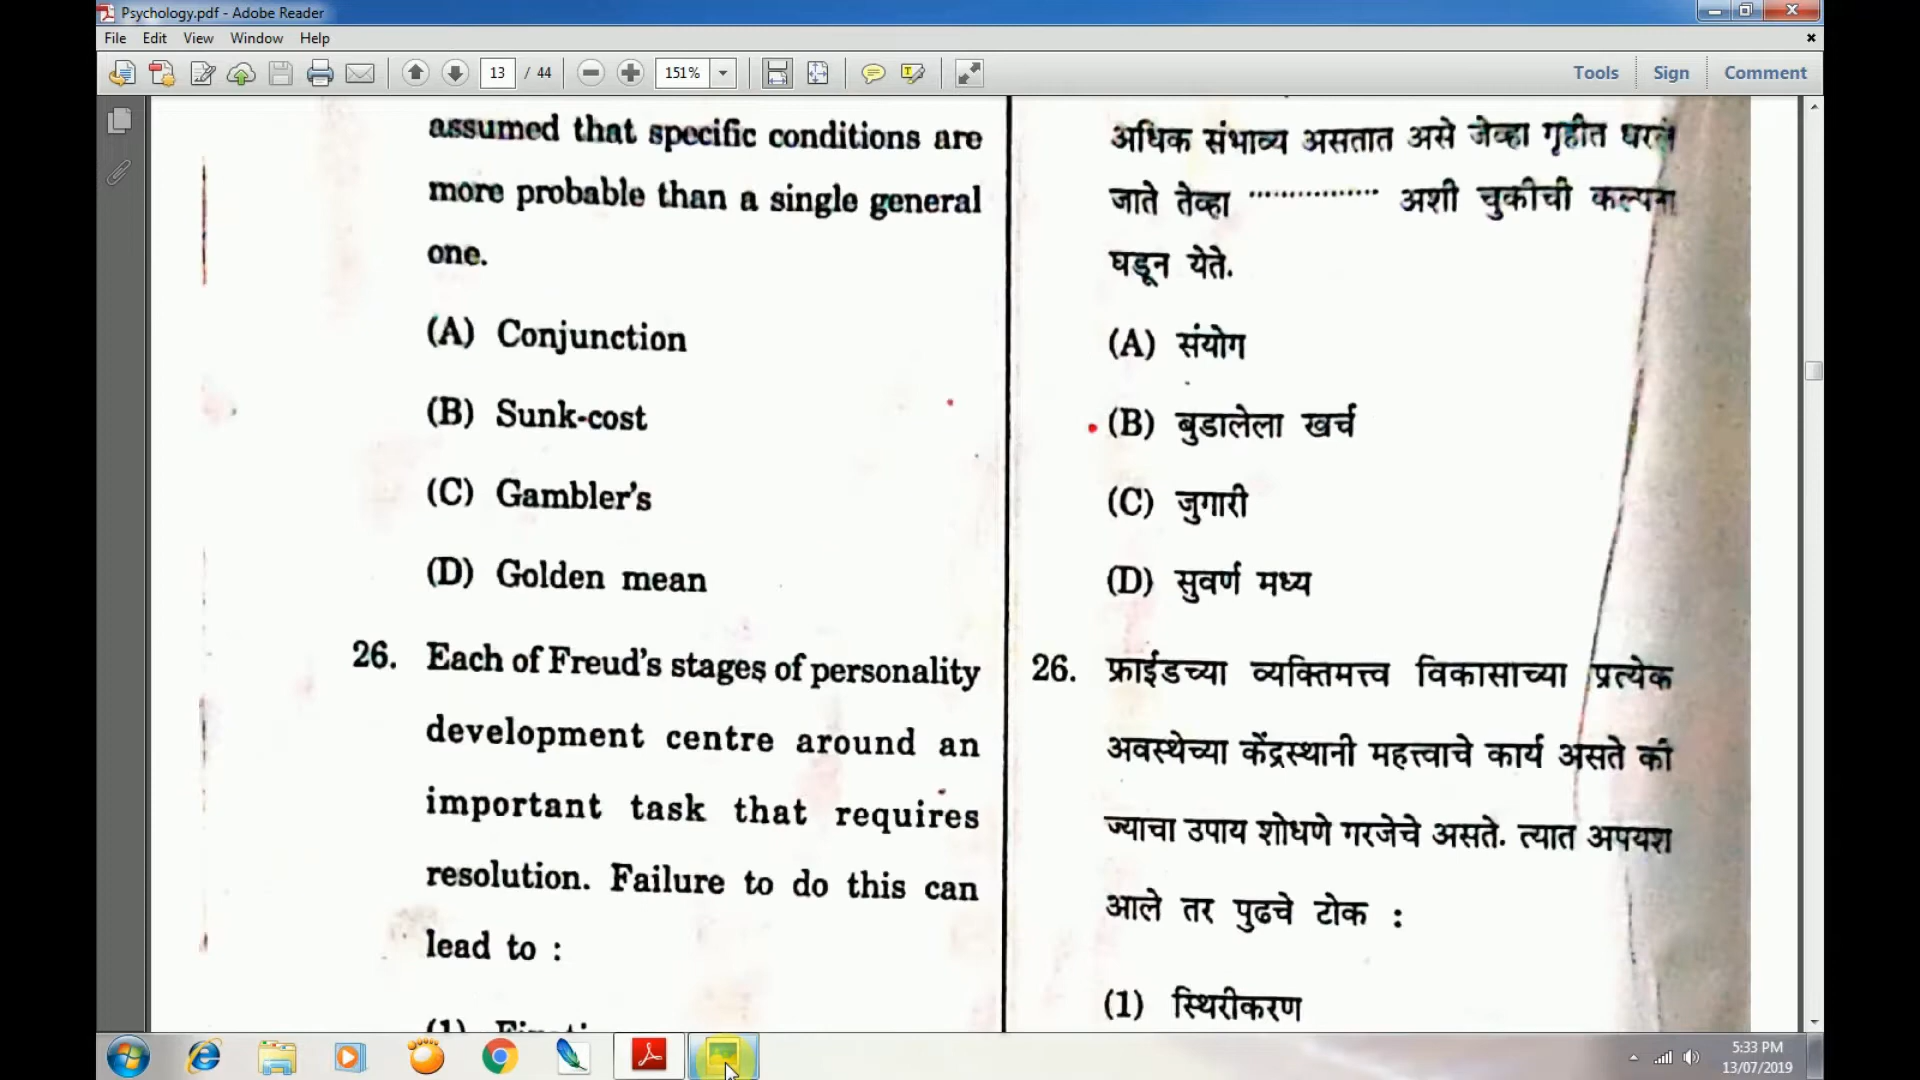 Psychology.pdf - Adobe Reader
File Edit View Window Help
13 / 44 151% Tools Sign Comment
assumed that specific conditions are
more probable than a single general
one.
(A) Conjunction
(B) Sunk-cost
(C) Gambler's
(D) Golden mean
26. Each of Freud's stages of personality
development centre around an
important task that requires
resolution. Failure to do this can
lead to :
(1)
अधिक संभाव्य असतात असे जेव्हा गृहीत धरले
जाते तेव्हा ............... अशी चुकीची कल्पना
घडून येते.
(A) संयोग
(B) बुडालेला खर्च
(C) जुगारी
(D) सुवर्ण मध्य
26. फ्राईडच्या व्यक्तिमत्त्व विकासाच्या प्रत्येक
अवस्थेच्या केंद्रस्थानी महत्त्वाचे कार्य असते की
ज्याचा उपाय शोधणे गरजेचे असते. त्यात अपयश
आले तर पुढचे टोक :
(1) स्थिरीकरण
5:33 PM
13/07/2019